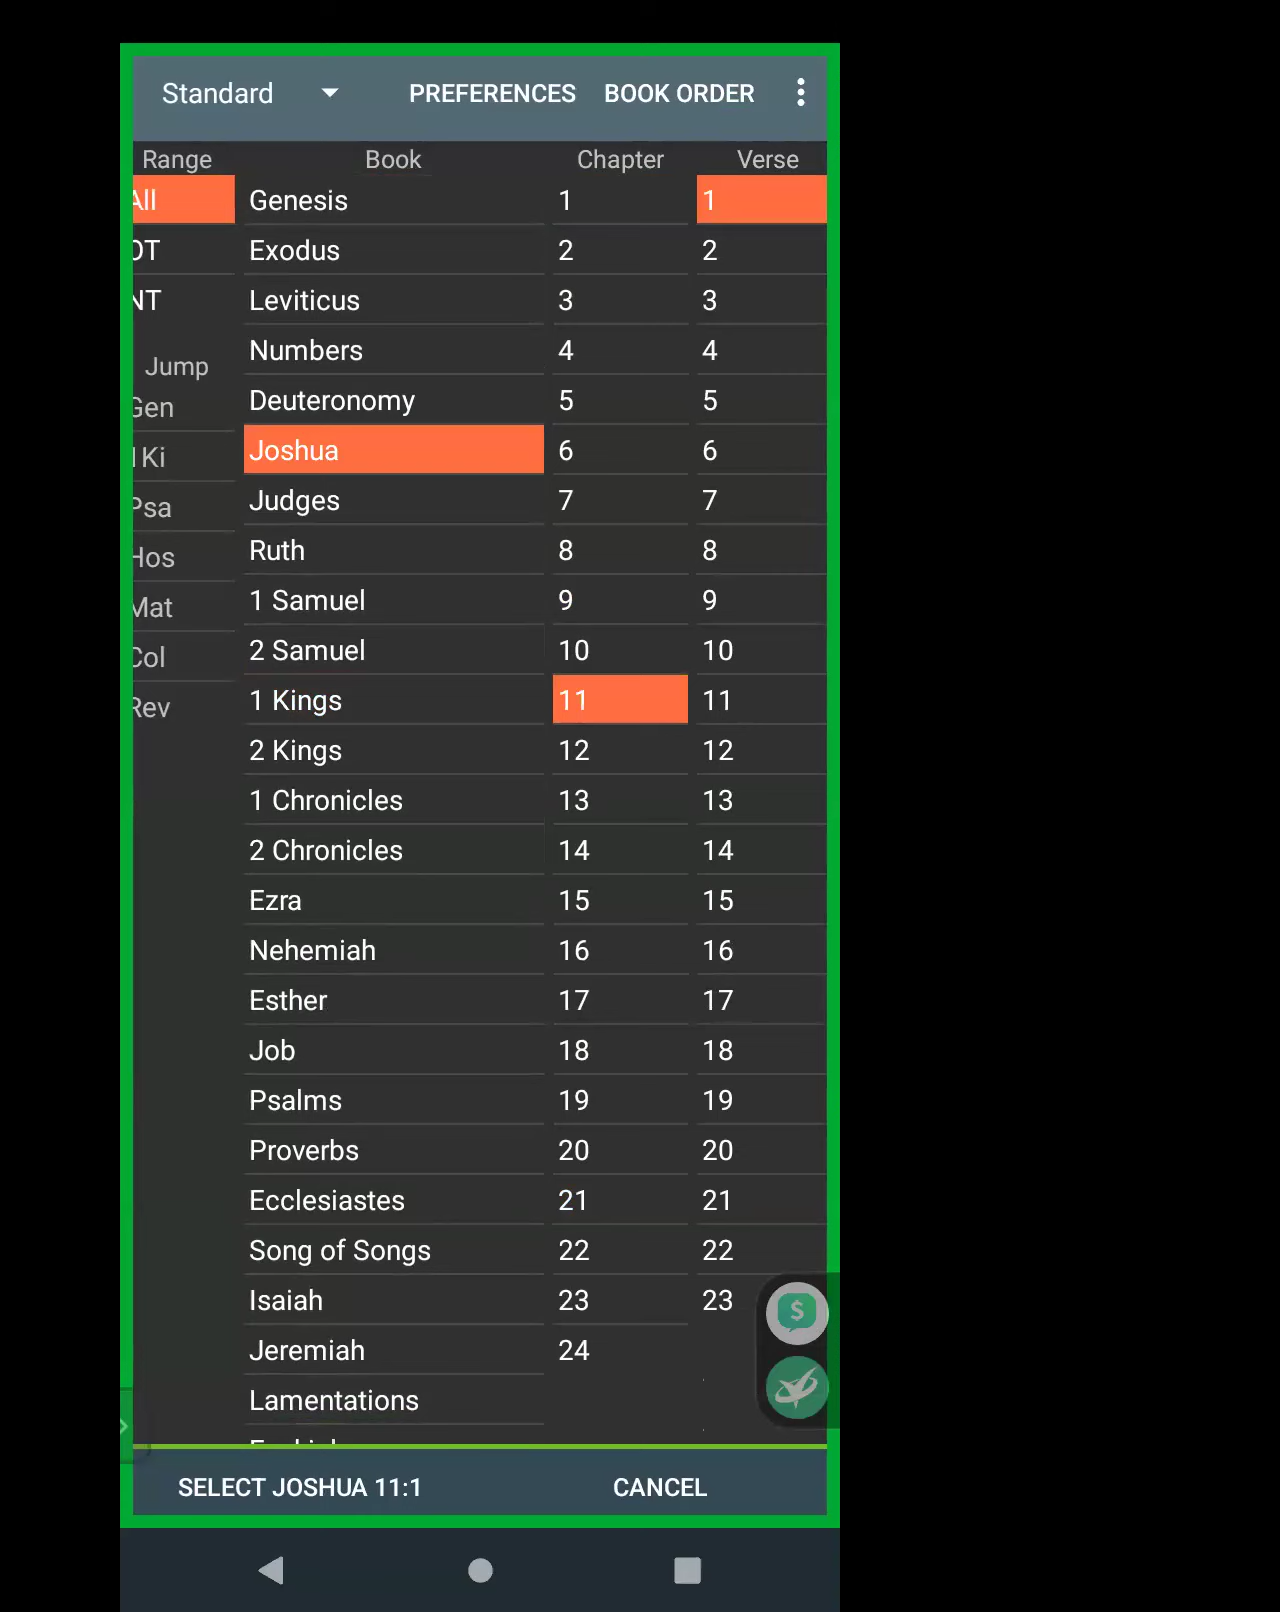 Standard PREFERENCES BOOK ORDER
Range Book Chapter Verse
All Genesis 1 1
OT Exodus 2 2
NT Leviticus 3 3
Numbers 4 4
Jump
Deuteronomy 5 5
Gen
Joshua 6 6
1Ki
Judges 7 7
Psa
Ruth 8 8
Hos
1 Samuel 9 9
Mat
2 Samuel 10 10
Col
1 Kings 11 11
Rev
2 Kings 12 12
1 Chronicles 13 13
2 Chronicles 14 14
Ezra 15 15
Nehemiah 16 16
Esther 17 17
Job 18 18
Psalms 19 19
Proverbs 20 20
Ecclesiastes 21 21
Song of Songs 22 22
Isaiah 23 23
$
Jeremiah 24
Lamentations
SELECT JOSHUA 11:1 CANCEL